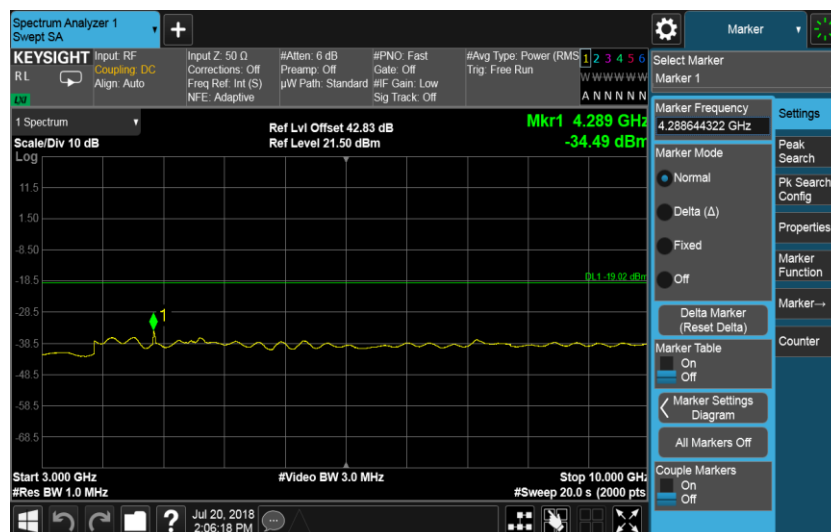 Spectrum Analyzer 1
Swept SA
Marker
KEYSIGHT
RL
LXI
Input: RF
Coupling: DC
Align: Auto
Input Z: 50 Ω
Corrections: Off
Freq Ref: Int (S)
NFE: Adaptive
#Atten: 6 dB
Preamp: Off
µW Path: Standard
#PNO: Fast
Gate: Off
#IF Gain: Low
Sig Track: Off
#Avg Type: Power (RMS
Trig: Free Run
1 2 3 4 5 6
W W W W W W
A N N N N N
Select Marker
Marker 1
1 Spectrum
Scale/Div 10 dB
Log
Ref Lvl Offset 42.83 dB
Ref Level 21.50 dBm
Mkr1 4.289 GHz
-34.49 dBm
11.5
1.50
-8.50
-18.5
-28.5
-38.5
-48.5
-58.5
-68.5
DL1 -19.02 dBm
1
Start 3.000 GHz
#Res BW 1.0 MHz
#Video BW 3.0 MHz
Stop 10.000 GHz
#Sweep 20.0 s (2000 pts
Marker Frequency
4.288644322 GHz
Marker Mode
Normal
Delta (Δ)
Fixed
Off
Delta Marker
(Reset Delta)
Marker Table
On
Off
Marker Settings
Diagram
All Markers Off
Couple Markers
On
Off
Settings
Peak
Search
Pk Search
Config
Properties
Marker
Function
Marker→
Counter
?
Jul 20, 2018
2:06:18 PM